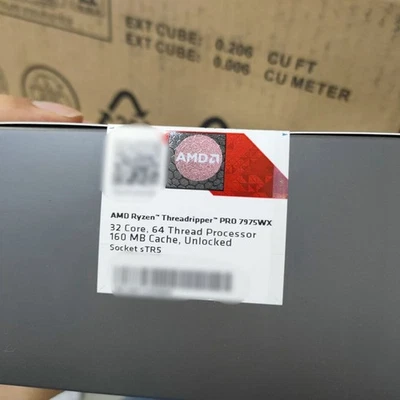 EXT CUBE: 0.206 CU FT
EXT CUBE: 0.006 CU METER
AMD
AMD Ryzen™ Threadripper™ PRO 7975WX
32 Core, 64 Thread Processor
160 MB Cache, Unlocked
Socket sTR5